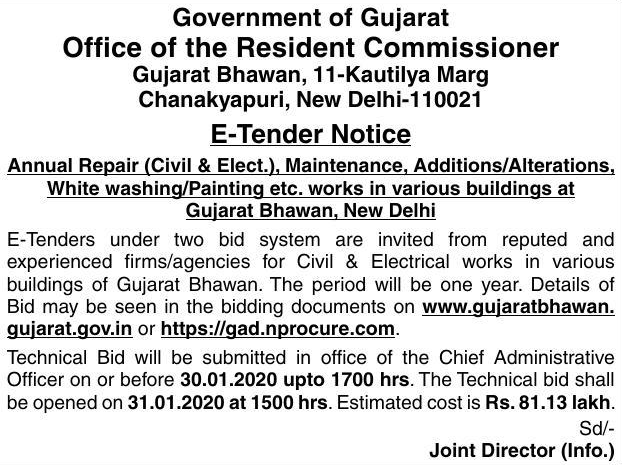 Government of Gujarat
Office of the Resident Commissioner
Gujarat Bhawan, 11-Kautilya Marg
Chanakyapuri, New Delhi-110021
E-Tender Notice
Annual Repair (Civil & Elect.), Maintenance, Additions/Alterations,
White washing/Painting etc. works in various buildings at
Gujarat Bhawan, New Delhi
E-Tenders under two bid system are invited from reputed and
experienced firms/agencies for Civil & Electrical works in various
buildings of Gujarat Bhawan. The period will be one year. Details of
Bid may be seen in the bidding documents on www.gujaratbhawan.
gujarat.gov.in or https://gad.nprocure.com.
Technical Bid will be submitted in office of the Chief Administrative
Officer on or before 30.01.2020 upto 1700 hrs. The Technical bid shall
be opened on 31.01.2020 at 1500 hrs. Estimated cost is Rs. 81.13 lakh.
Sd/-
Joint Director (Info.)